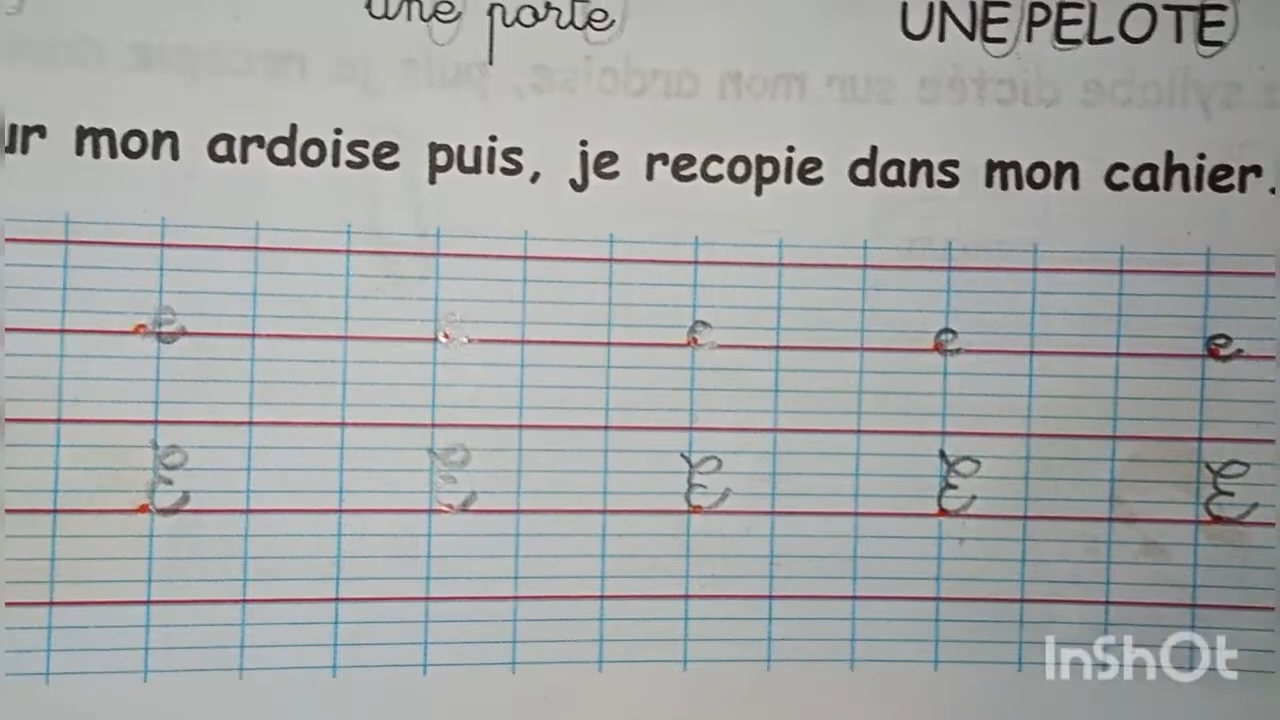 une porte UNE PELOTE
ur mon ardoise puis, je recopie dans mon cahier.
e e e e e
E E E E E
InShOt